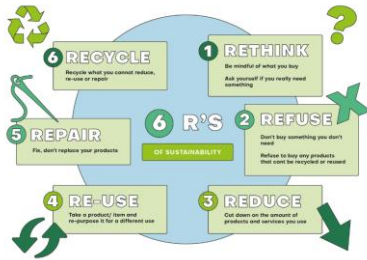 6 R'S
OF SUSTAINABILITY
1 RETHINK
Be mindful of what you buy
Ask yourself if you really need
something
2 REFUSE
Don't buy something you don't
need
Refuse to buy any products
that cant be recycled or reused
3 REDUCE
Cut down on the amount of
products and services you use
4 RE-USE
Take a product/ item and
re-purpose it for a different use
5 REPAIR
Fix, don't replace your products
6 RECYCLE
Recycle what you cannot reduce,
re-use or repair